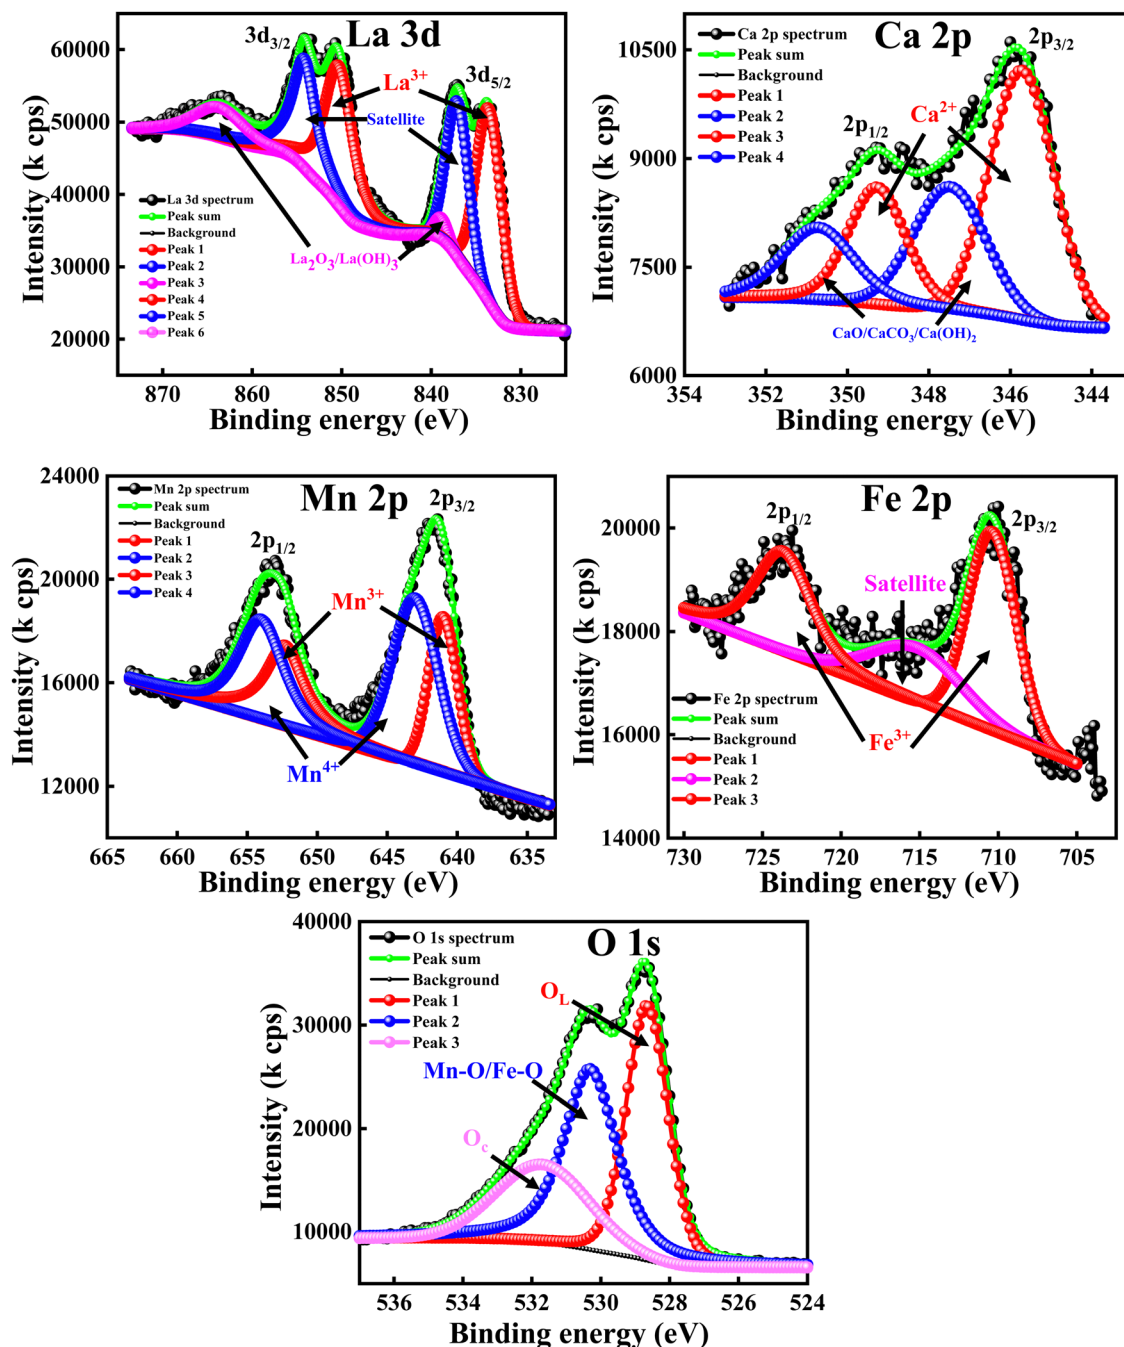 La 3d
3d3/2
3d5/2
La3+
Satellite
La2O3/La(OH)3
La 3d spectrum
Peak sum
Background
Peak 1
Peak 2
Peak 3
Peak 4
Peak 5
Peak 6
60000
50000
40000
30000
20000
Intensity (k cps)
870 860 850 840 830
Binding energy (eV)
Ca 2p
2p3/2
2p1/2
Ca2+
CaO/CaCO3/Ca(OH)2
Ca 2p spectrum
Peak sum
Background
Peak 1
Peak 2
Peak 3
Peak 4
10500
9000
7500
6000
Intensity (k cps)
354 352 350 348 346 344
Binding energy (eV)
Mn 2p
2p3/2
2p1/2
Mn3+
Mn4+
Mn 2p spectrum
Peak sum
Background
Peak 1
Peak 2
Peak 3
Peak 4
24000
20000
16000
12000
Intensity (k cps)
665 660 655 650 645 640 635
Binding energy (eV)
Fe 2p
2p1/2
2p3/2
Satellite
Fe3+
Fe 2p spectrum
Peak sum
Background
Peak 1
Peak 2
Peak 3
20000
18000
16000
14000
Intensity (k cps)
730 725 720 715 710 705
Binding energy (eV)
O 1s
OL
Mn-O/Fe-O
Oc
O 1s spectrum
Peak sum
Background
Peak 1
Peak 2
Peak 3
40000
30000
20000
10000
Intensity (k cps)
536 534 532 530 528 526 524
Binding energy (eV)